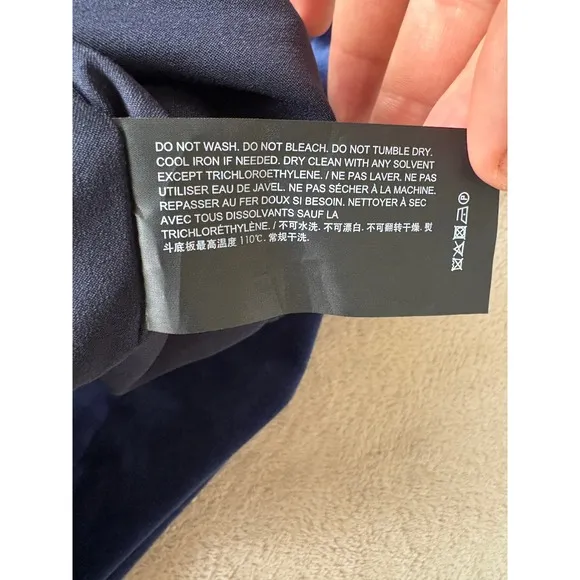 DO NOT WASH. DO NOT BLEACH. DO NOT TUMBLE DRY.
COOL IRON IF NEEDED. DRY CLEAN WITH ANY SOLVENT
EXCEPT TRICHLOROETHYLENE. / NE PAS LAVER. NE PAS
UTILISER EAU DE JAVEL. NE PAS SÉCHER À LA MACHINE.
REPASSER AU FER DOUX SI BESOIN. NETTOYER À SEC
AVEC TOUS DISSOLVANTS SAUF LA
TRICHLORÉTHYLÈNE. / 不可水洗. 不可漂白. 不可翻转干燥. 熨
斗底板最高温度 110℃. 常规干洗.
P